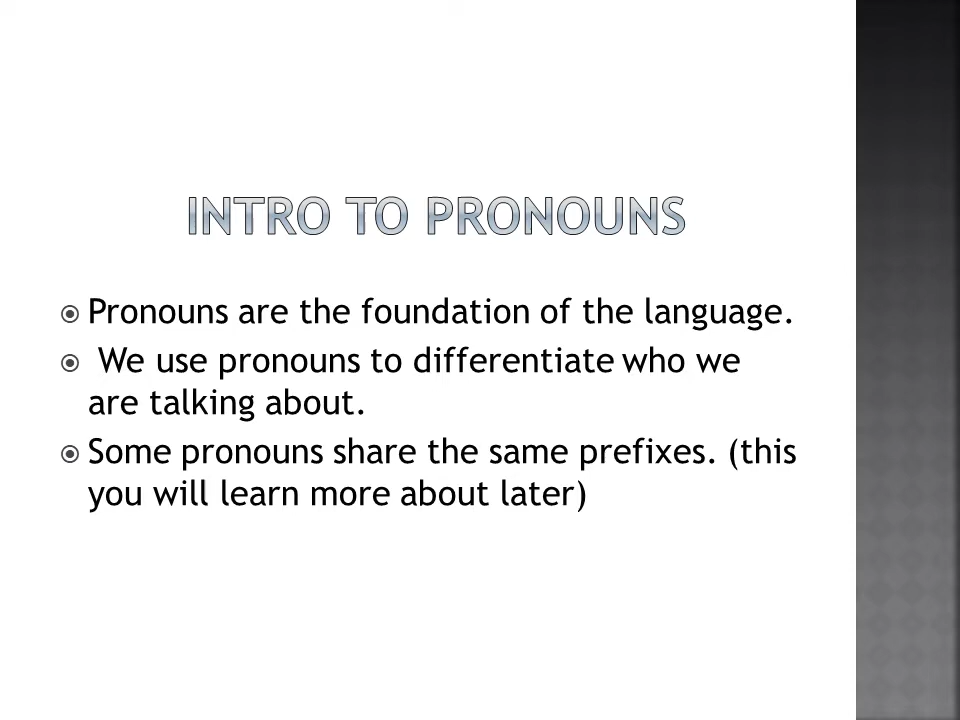 INTRO TO PRONOUNS
Pronouns are the foundation of the language.
We use pronouns to differentiate who we
are talking about.
Some pronouns share the same prefixes. (this
you will learn more about later)